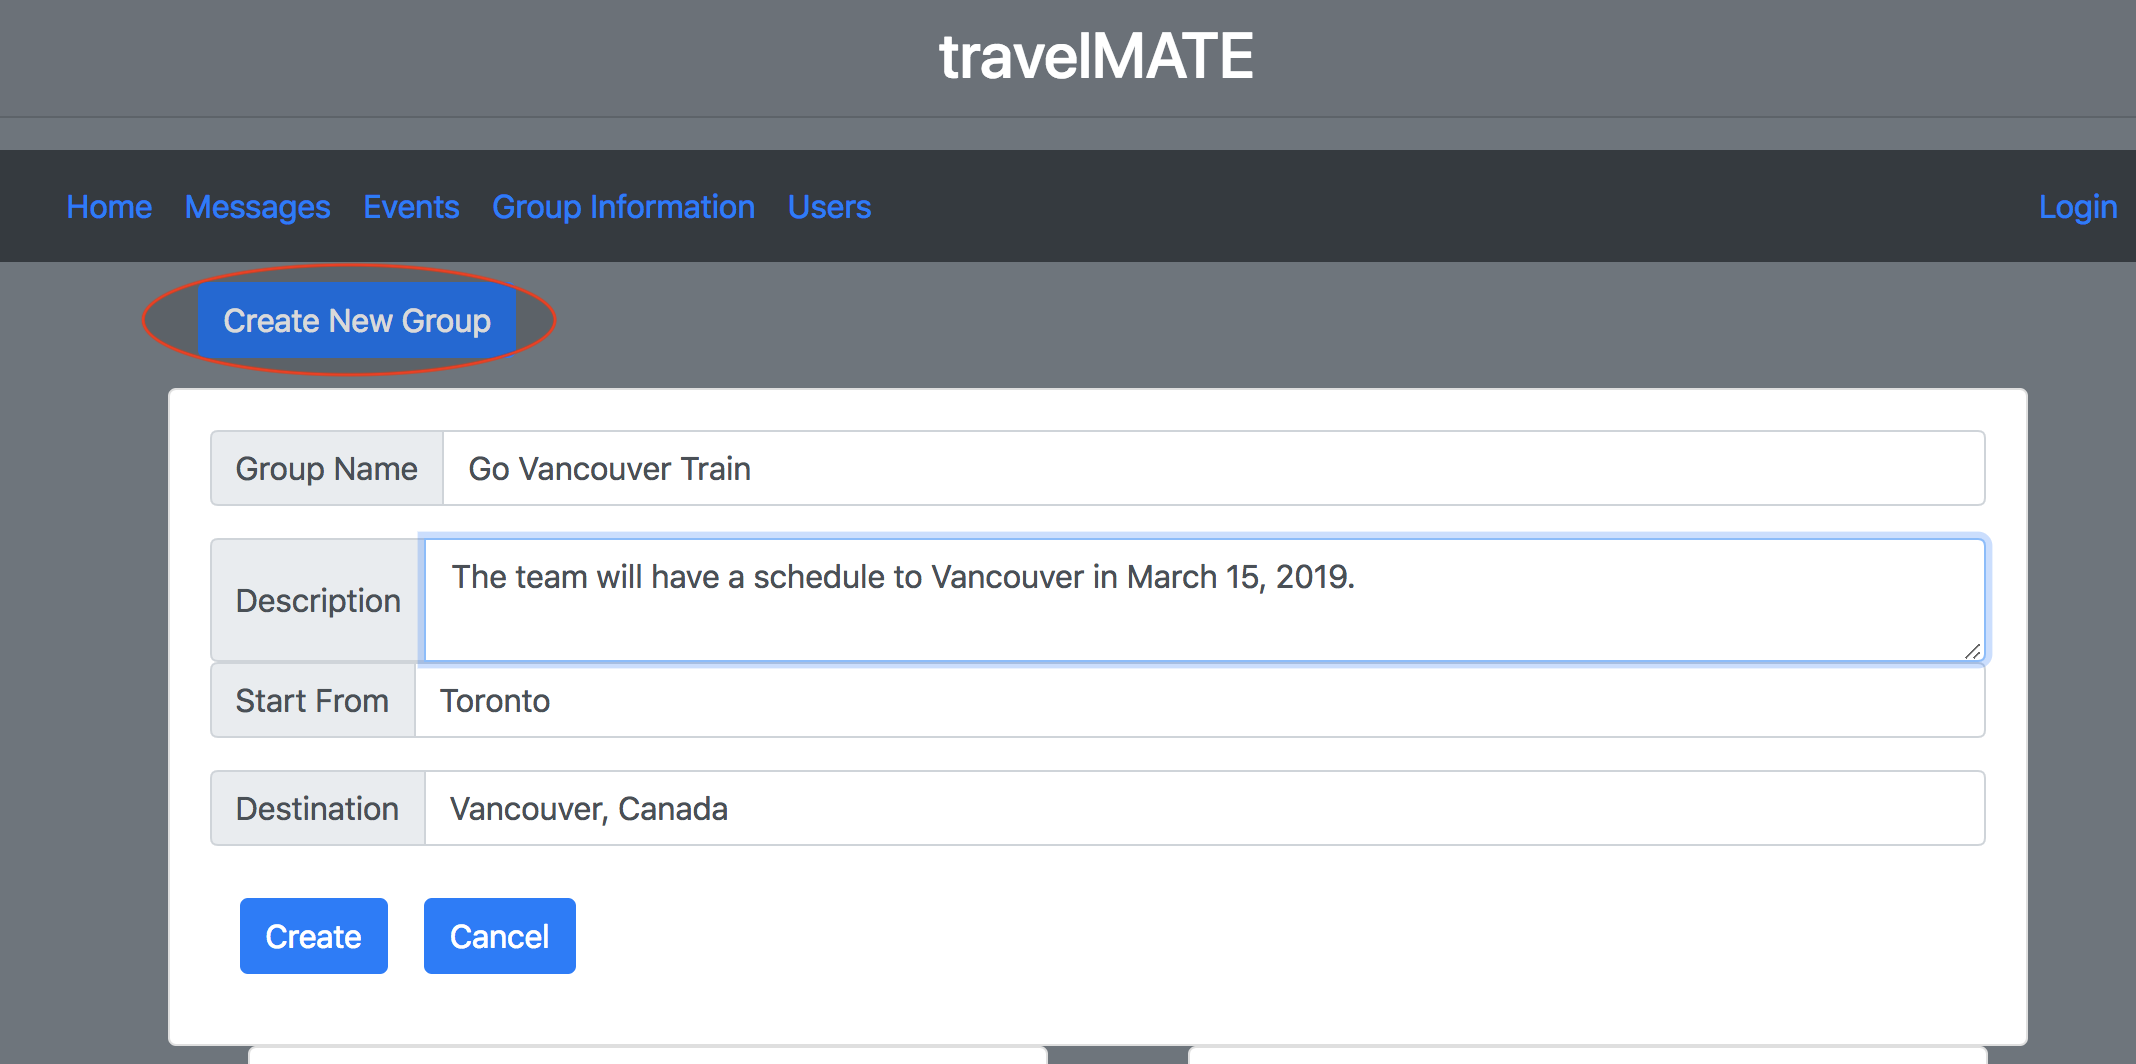 travelMATE
Home Messages Events Group Information Users Login
Create New Group
Group Name Go Vancouver Train
Description The team will have a schedule to Vancouver in March 15, 2019.
Start From Toronto
Destination Vancouver, Canada
Create Cancel